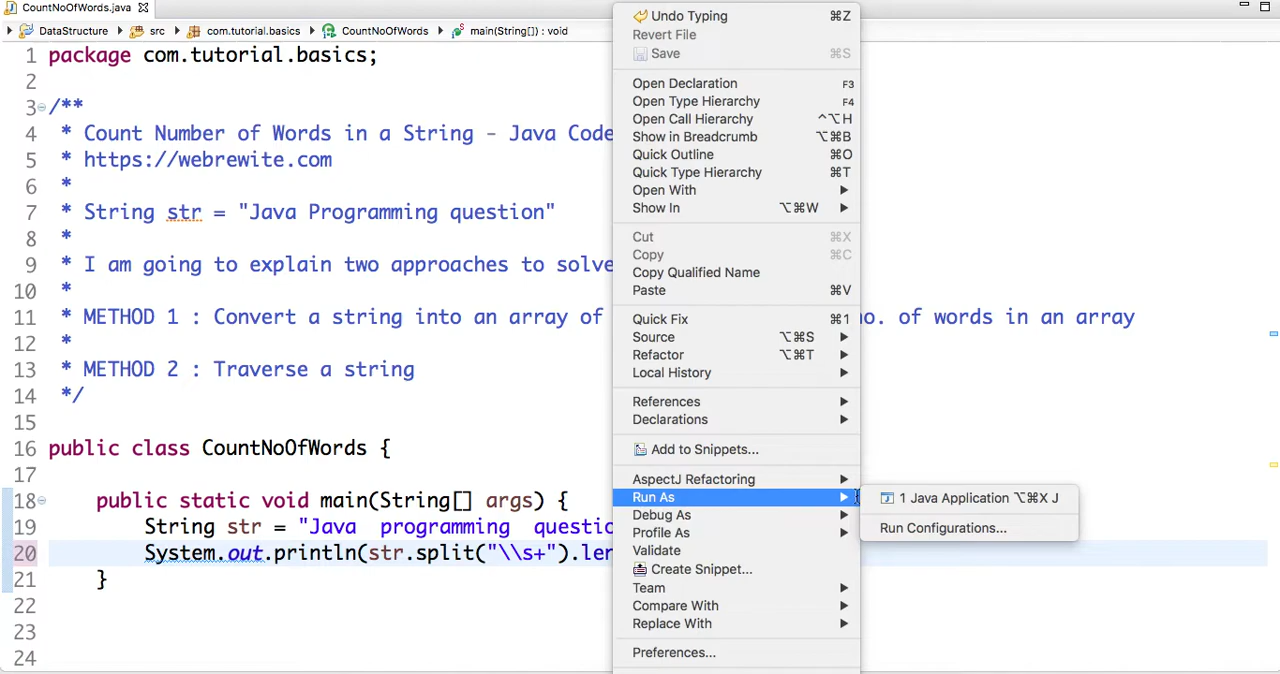 CountNoOfWords.java
DataStructure src com.tutorial.basics CountNoOfWords main(String[]) : void
1 package com.tutorial.basics;
2
3 /**
4 * Count Number of Words in a String - Java Code
5 * https://webrewite.com
6 *
7 * String str = "Java Programming question"
8 *
9 * I am going to explain two approaches to solve
10 *
11 * METHOD 1 : Convert a string into an array of no. of words in an array
12 *
13 * METHOD 2 : Traverse a string
14 */
15
16 public class CountNoOfWords {
17
18 public static void main(String[] args) {
19 String str = "Java  programming  questio
20 System.out.println(str.split("\\s+").len
21 }
22
23
24
Undo Typing ⌘Z
Revert File
Save ⌘S
Open Declaration F3
Open Type Hierarchy F4
Open Call Hierarchy ^⌥H
Show in Breadcrumb ⌥⌘B
Quick Outline ⌘O
Quick Type Hierarchy ⌘T
Open With
Show In ⌥⌘W
Cut ⌘X
Copy ⌘C
Copy Qualified Name
Paste ⌘V
Quick Fix ⌘1
Source ⌥⌘S
Refactor ⌥⌘T
Local History
References
Declarations
Add to Snippets...
AspectJ Refactoring
Run As
Debug As
Profile As
Validate
Create Snippet...
Team
Compare With
Replace With
Preferences...
1 Java Application ⌥⌘X J
Run Configurations...